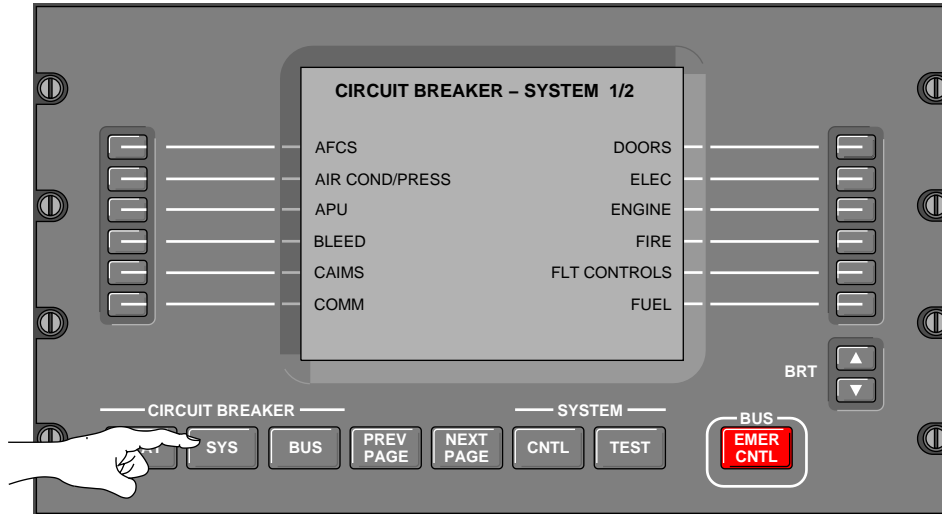 CIRCUIT BREAKER – SYSTEM 1/2
AFCS DOORS
AIR COND/PRESS ELEC
APU ENGINE
BLEED FIRE
CAIMS FLT CONTROLS
COMM FUEL
BRT
CIRCUIT BREAKER SYSTEM BUS
SYS BUS PREV PAGE NEXT PAGE CNTL TEST EMER CNTL